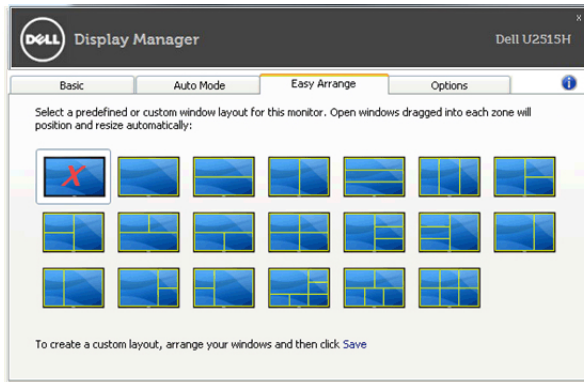 DELL Display Manager
Dell U2515H
x
Basic
Auto Mode
Easy Arrange
Options
i
Select a predefined or custom window layout for this monitor. Open windows dragged into each zone will
position and resize automatically:
X
To create a custom layout, arrange your windows and then click Save